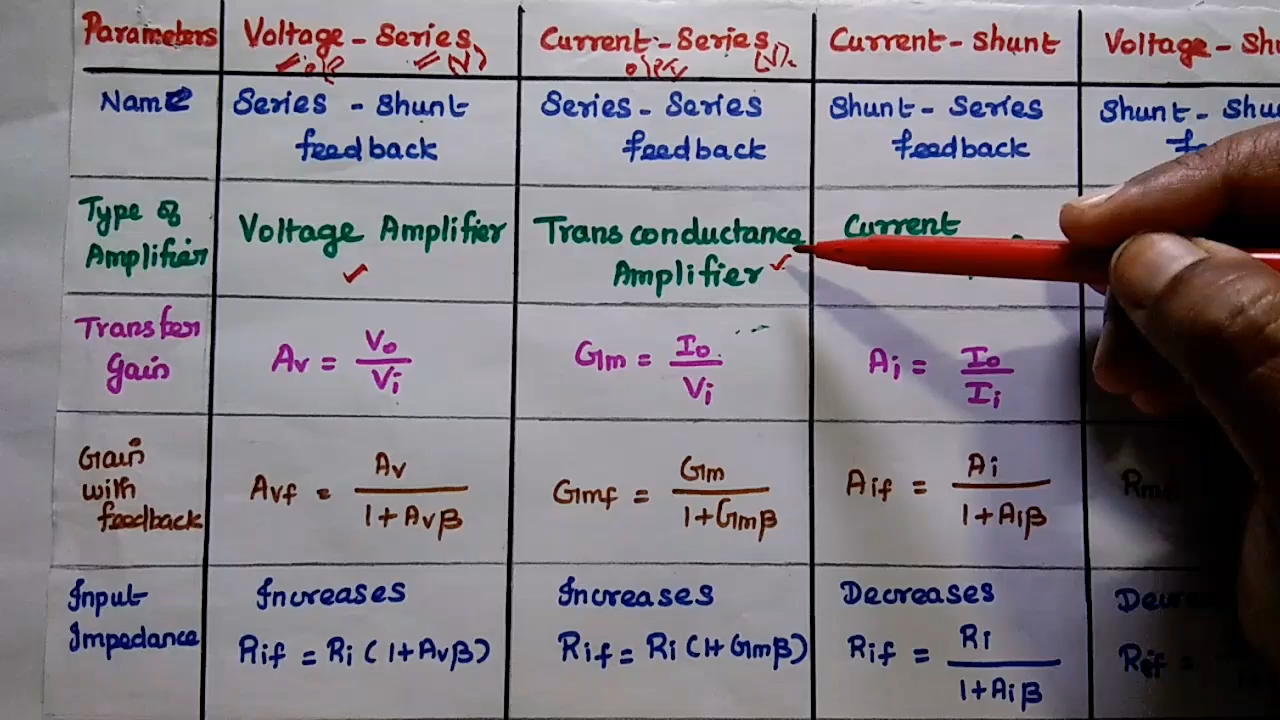 Parameters Voltage - Series Current - Series Current - Shunt Voltage -
o/p (V) o/p (V)
Name Series - Shunt feedback Series - Series feedback Shunt - Series feedback Shunt -
Type of Amplifier Voltage Amplifier Trans conductance Amplifier Current
Transfer gain Av = Vo / Vi Gm = Io / Vi Ai = Io / Ii
Gain with feedback Avf = Av / 1 + Avβ Gmf = Gm / 1 + Gmβ Aif = Ai / 1 + Aiβ
Input Impedance Increases Increases Decreases
Rif = Ri ( 1 + Avβ ) Rif = Ri ( 1 + Gmβ ) Rif = Ri / 1 + Aiβ Rif =